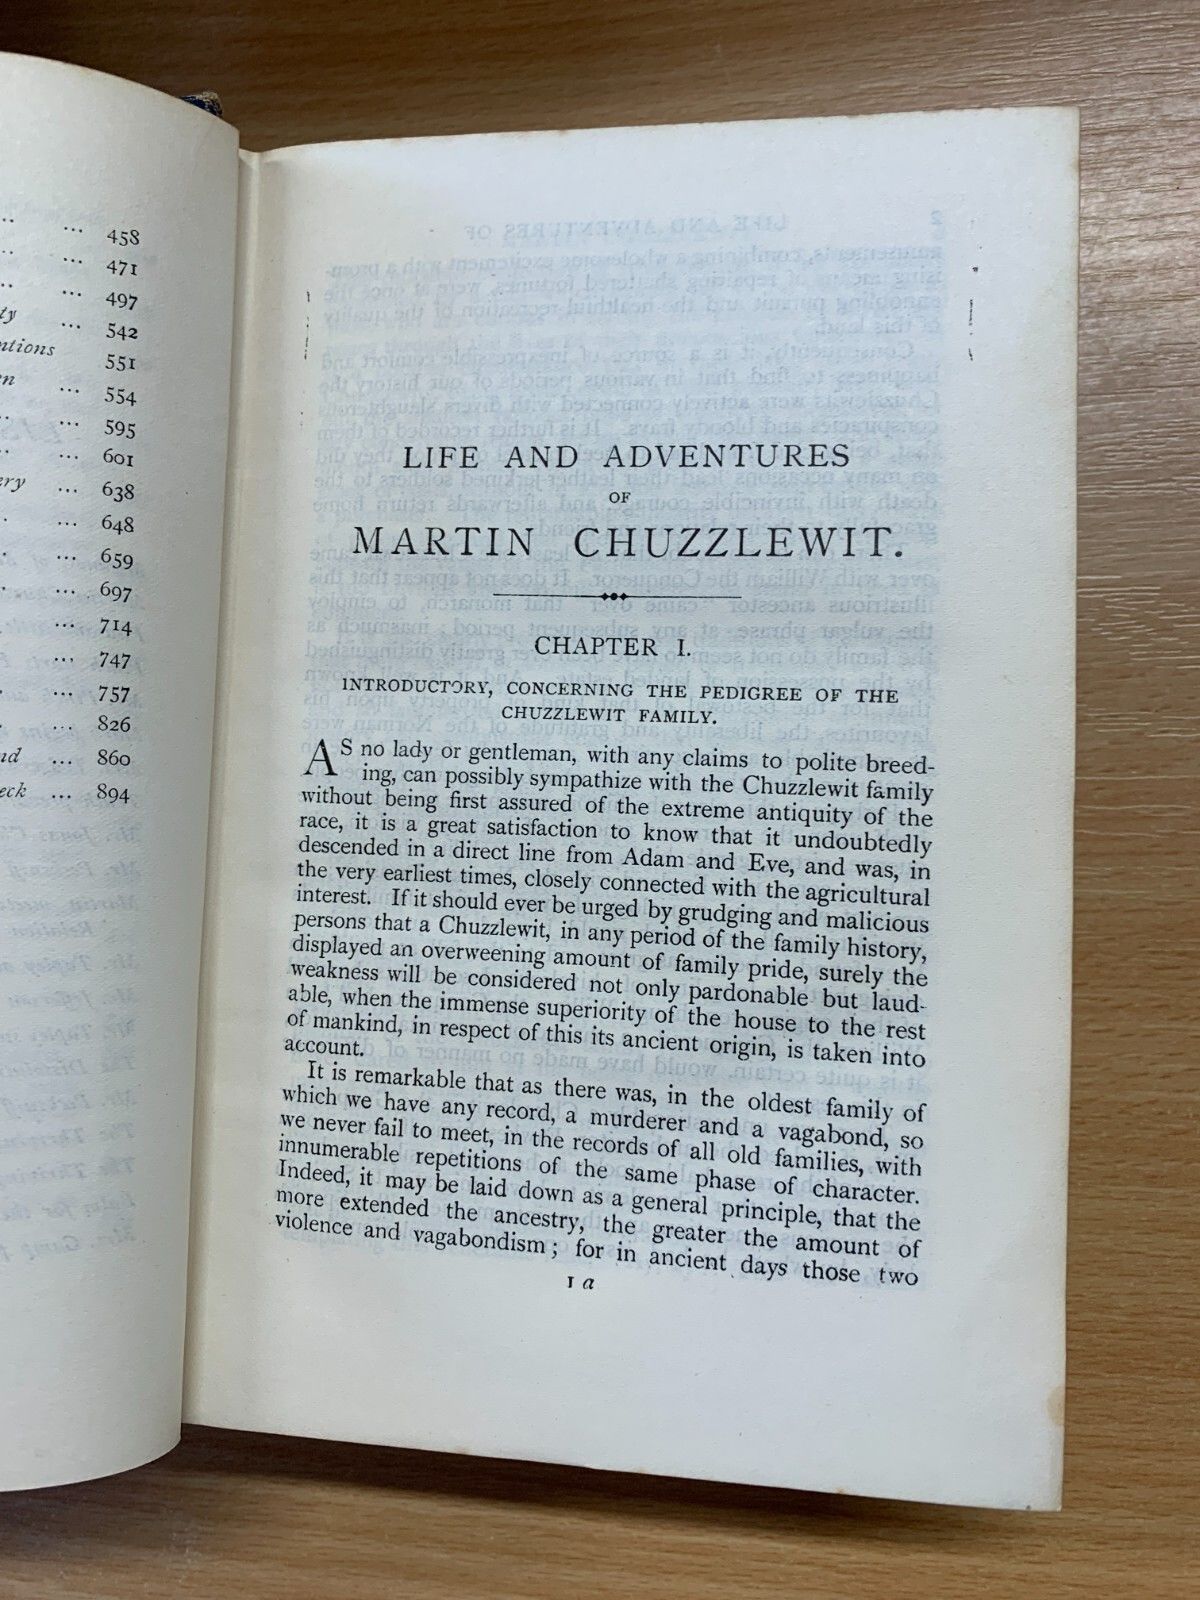 ... 458
... 471
... 497
ty ... 542
ntions 551
en ... 554
... 595
... 601
ery ... 638
... 648
... 659
... 697
... 714
... 747
... 757
... 826
nd ... 860
eck ... 894
LIFE AND ADVENTURES
OF
MARTIN CHUZZLEWIT.
CHAPTER I.
INTRODUCTORY, CONCERNING THE PEDIGREE OF THE
CHUZZLEWIT FAMILY.
AS no lady or gentleman, with any claims to polite breed-
ing, can possibly sympathize with the Chuzzlewit family
without being first assured of the extreme antiquity of the
race, it is a great satisfaction to know that it undoubtedly
descended in a direct line from Adam and Eve, and was, in
the very earliest times, closely connected with the agricultural
interest. If it should ever be urged by grudging and malicious
persons that a Chuzzlewit, in any period of the family history,
displayed an overweening amount of family pride, surely the
weakness will be considered not only pardonable but laud-
able, when the immense superiority of the house to the rest
of mankind, in respect of this its ancient origin, is taken into
account.
It is remarkable that as there was, in the oldest family of
which we have any record, a murderer and a vagabond, so
we never fail to meet, in the records of all old families, with
innumerable repetitions of the same phase of character.
Indeed, it may be laid down as a general principle, that the
more extended the ancestry, the greater the amount of
violence and vagabondism; for in ancient days those two
1 a